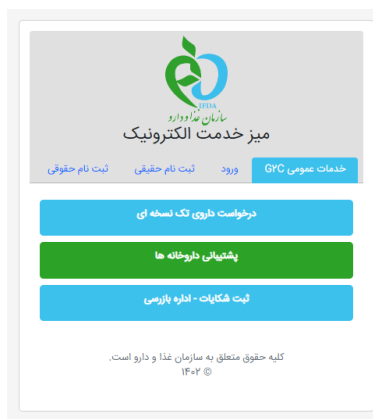 IFDA
سازمان غذا و دارو
میز خدمت الکترونیک
خدمات عمومی G۲C
ورود
ثبت نام حقیقی
ثبت نام حقوقی
درخواست داروی تک نسخه ای
پشتیبانی داروخانه ها
ثبت شکایات - اداره بازرسی
کلیه حقوق متعلق به سازمان غذا و دارو است.
© ۱۴۰۲